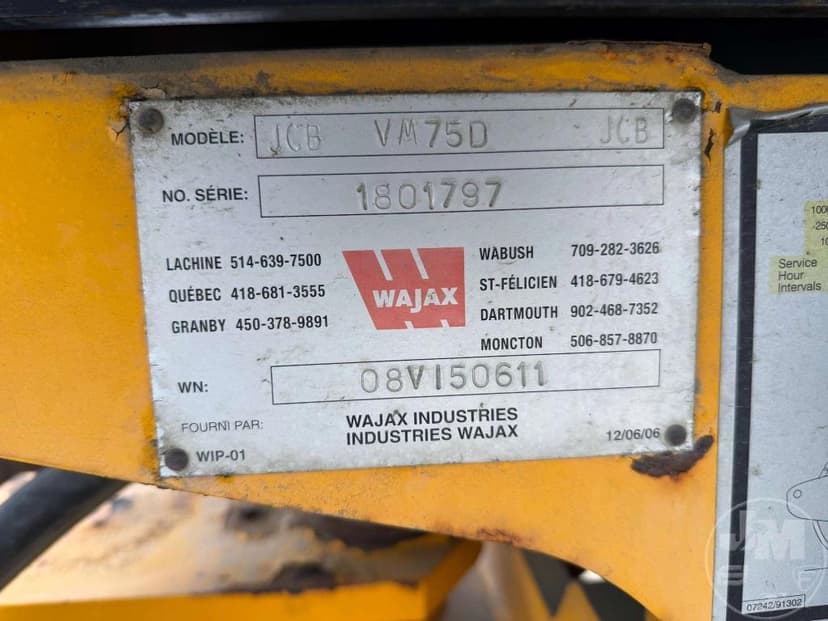 MODÈLE: JCB VM75D JCB
NO. SÉRIE: 1801797
LACHINE 514-639-7500
QUÉBEC 418-681-3555
GRANBY 450-378-9891
WAJAX
WABUSH 709-282-3626
ST-FÉLICIEN 418-679-4623
DARTMOUTH 902-468-7352
MONCTON 506-857-8870
WN: 08VI50611
FOURNI PAR: WAJAX INDUSTRIES
INDUSTRIES WAJAX
WIP-01
12/06/06
Service
Hour
Intervals
07242/91302